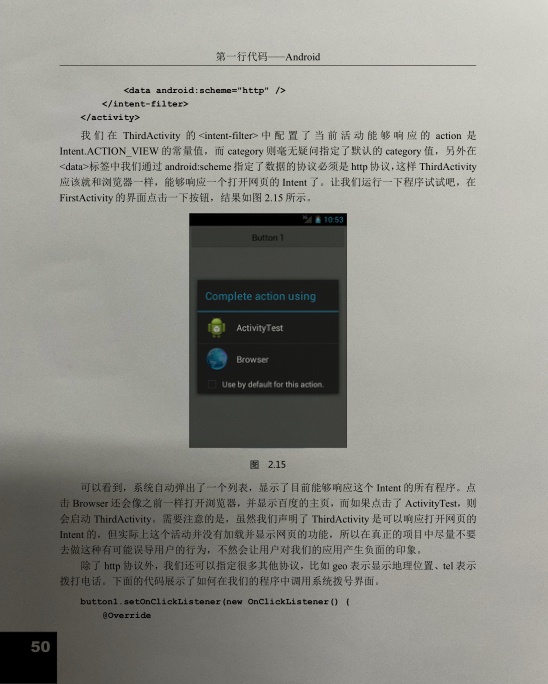 第一行代码——Android
<data android:scheme="http" />
</intent-filter>
</activity>
我们在 ThirdActivity 的<intent-filter>中配置了当前活动能够响应的 action 是
Intent.ACTION_VIEW 的常量值，而 category 则毫无疑问指定了默认的 category 值，另外在
<data>标签中我们通过 android:scheme 指定了数据的协议必须是 http 协议，这样 ThirdActivity
应该就和浏览器一样，能够响应一个打开网页的 Intent 了。让我们运行一下程序试试吧，在
FirstActivity 的界面点击一下按钮，结果如图 2.15 所示。
10:53
Button 1
Complete action using
ActivityTest
Browser
Use by default for this action.
图 2.15
可以看到，系统自动弹出了一个列表，显示了目前能够响应这个 Intent 的所有程序。点
击 Browser 还会像之前一样打开浏览器，并显示百度的主页，而如果点击了 ActivityTest，则
会启动 ThirdActivity。需要注意的是，虽然我们声明了 ThirdActivity 是可以响应打开网页的
Intent 的，但实际上这个活动并没有加载并显示网页的功能，所以在真正的项目中尽量不要
去做这种有可能误导用户的行为，不然会让用户对我们的应用产生负面的印象。
除了 http 协议外，我们还可以指定很多其他协议，比如 geo 表示显示地理位置、tel 表示
拨打电话。下面的代码展示了如何在我们的程序中调用系统拨号界面。
button1.setOnClickListener(new OnClickListener() {
@Override
50